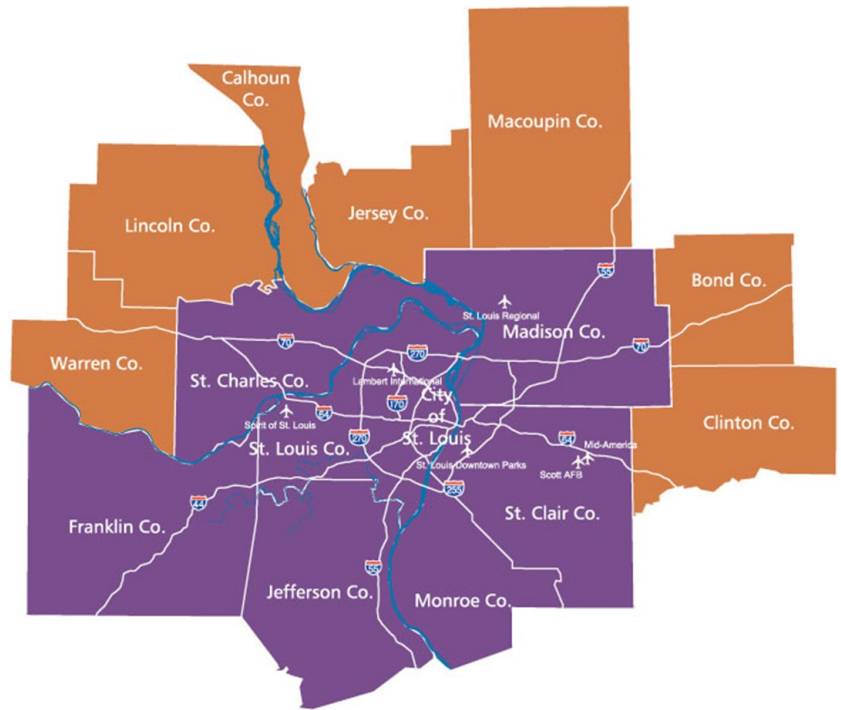 Calhoun
Co.
Macoupin Co.
Lincoln Co.
Jersey Co.
55
Bond Co.
St. Louis Regional
Madison Co.
70
270
70
Warren Co.
St. Charles Co.
Lambert International
170
City
of
St. Louis
64
Spirit of St. Louis
St. Louis Co.
270
Clinton Co.
64
Mid-America
St. Louis Downtown Parks
Scott AFB
255
44
St. Clair Co.
Franklin Co.
55
Jefferson Co.
Monroe Co.